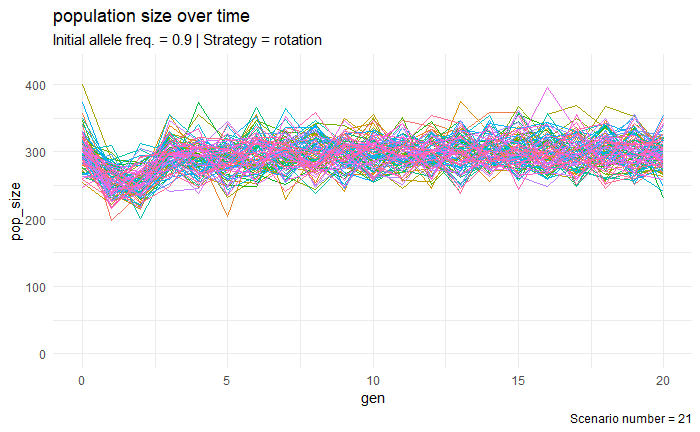 population size over time
Initial allele freq. = 0.9 | Strategy = rotation
400
300
200
100
0
pop_size
0
5
10
15
20
gen
Scenario number = 21